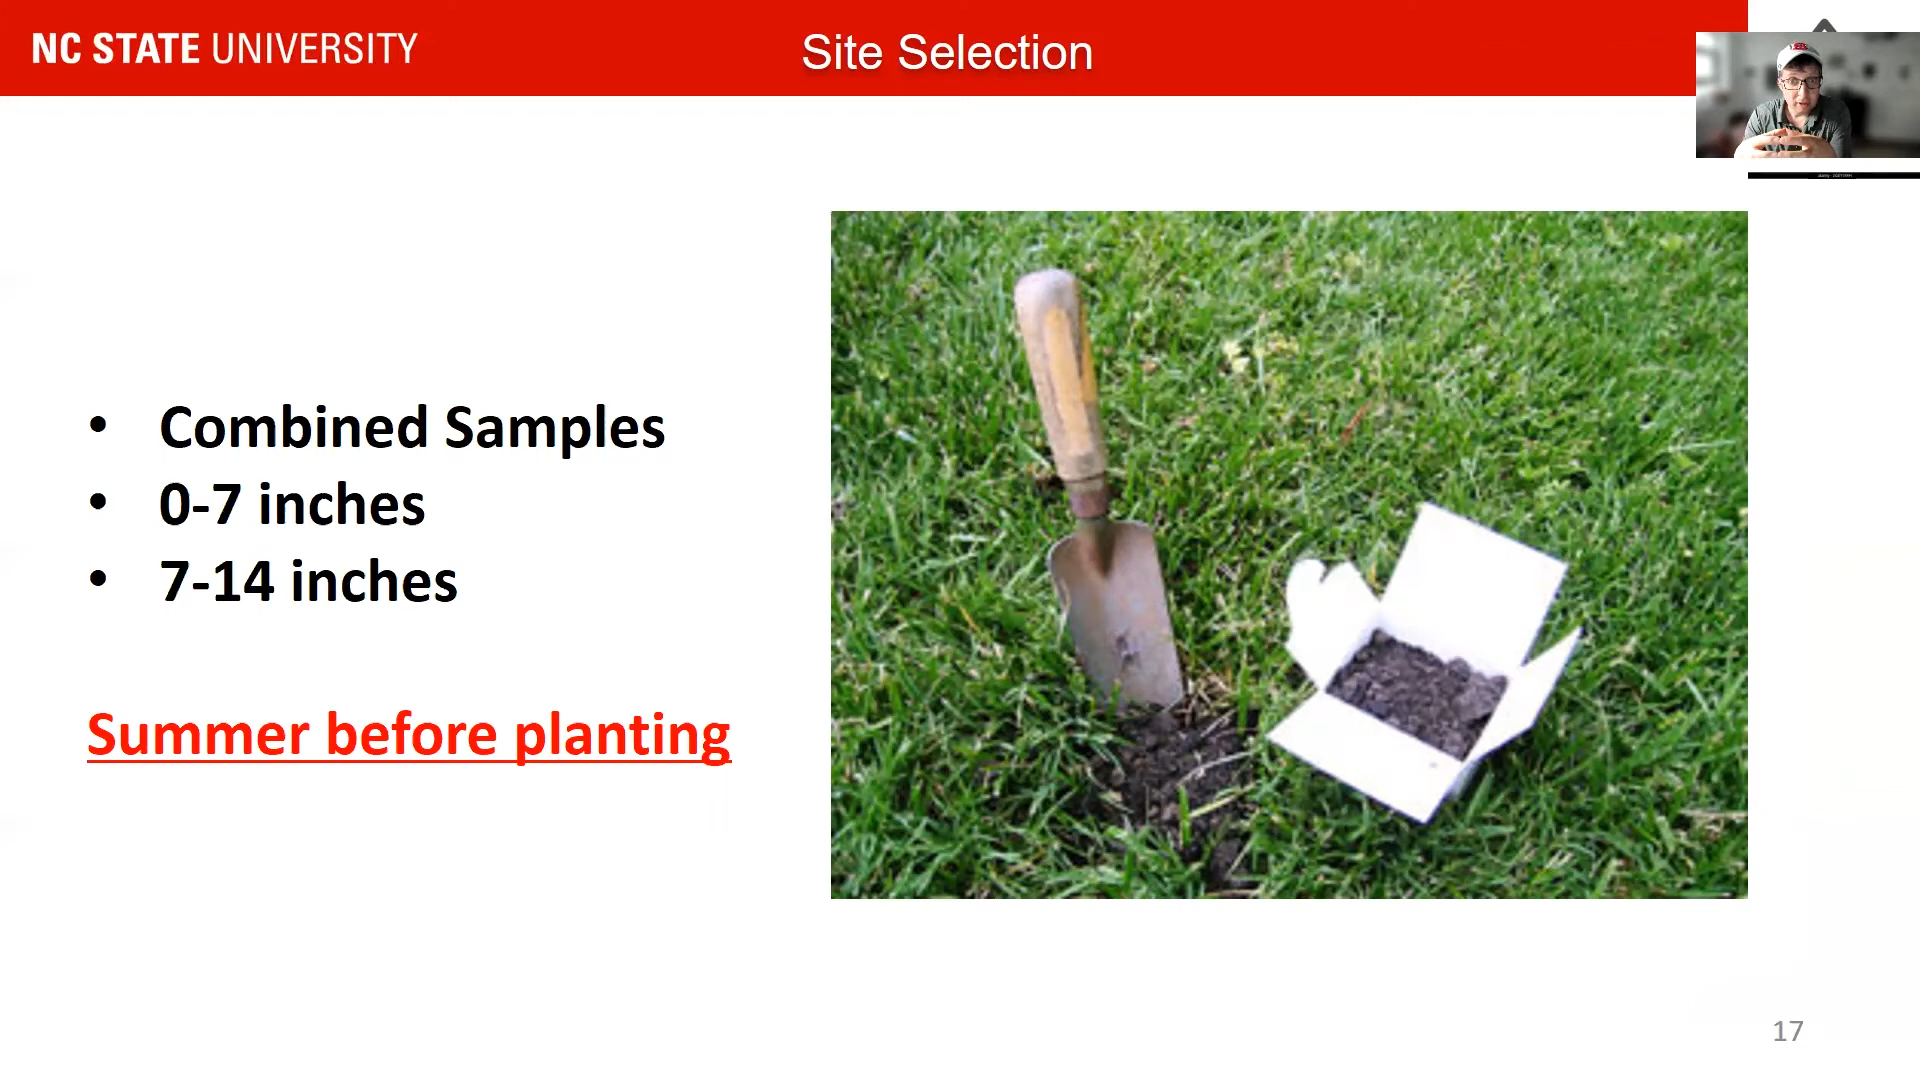 NC STATE UNIVERSITY
Site Selection
• Combined Samples
• 0-7 inches
• 7-14 inches
Summer before planting
17